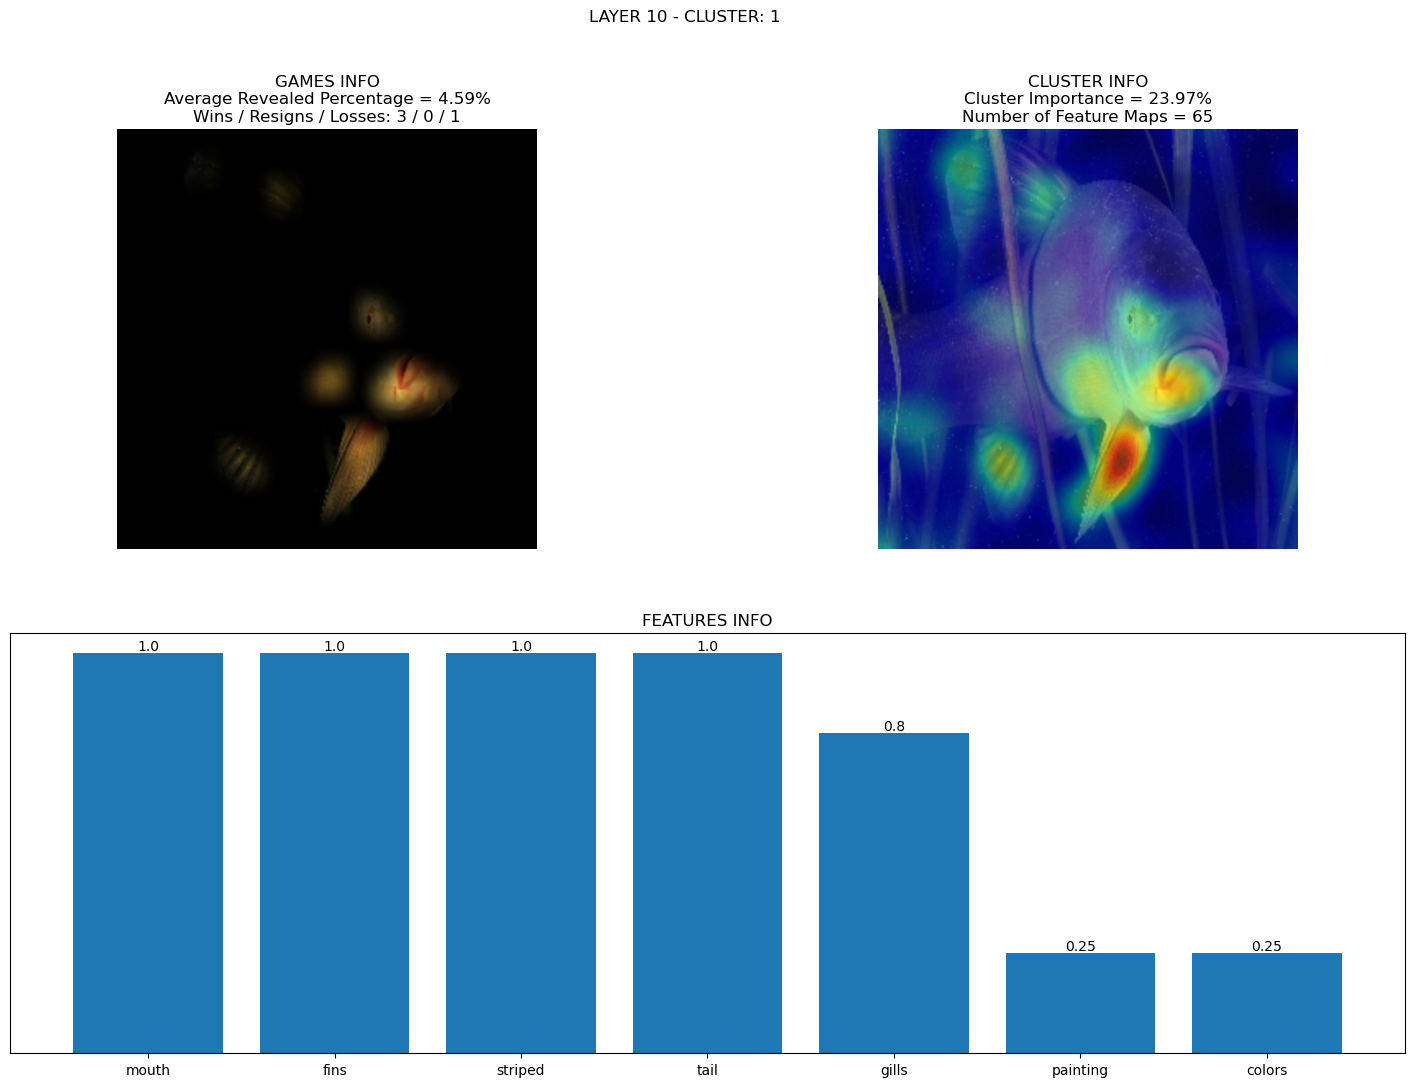 LAYER 10 - CLUSTER: 1
GAMES INFO
Average Revealed Percentage = 4.59%
Wins / Resigns / Losses: 3 / 0 / 1
CLUSTER INFO
Cluster Importance = 23.97%
Number of Feature Maps = 65
FEATURES INFO
1.0 1.0 1.0 1.0 0.8 0.25 0.25
mouth fins striped tail gills painting colors